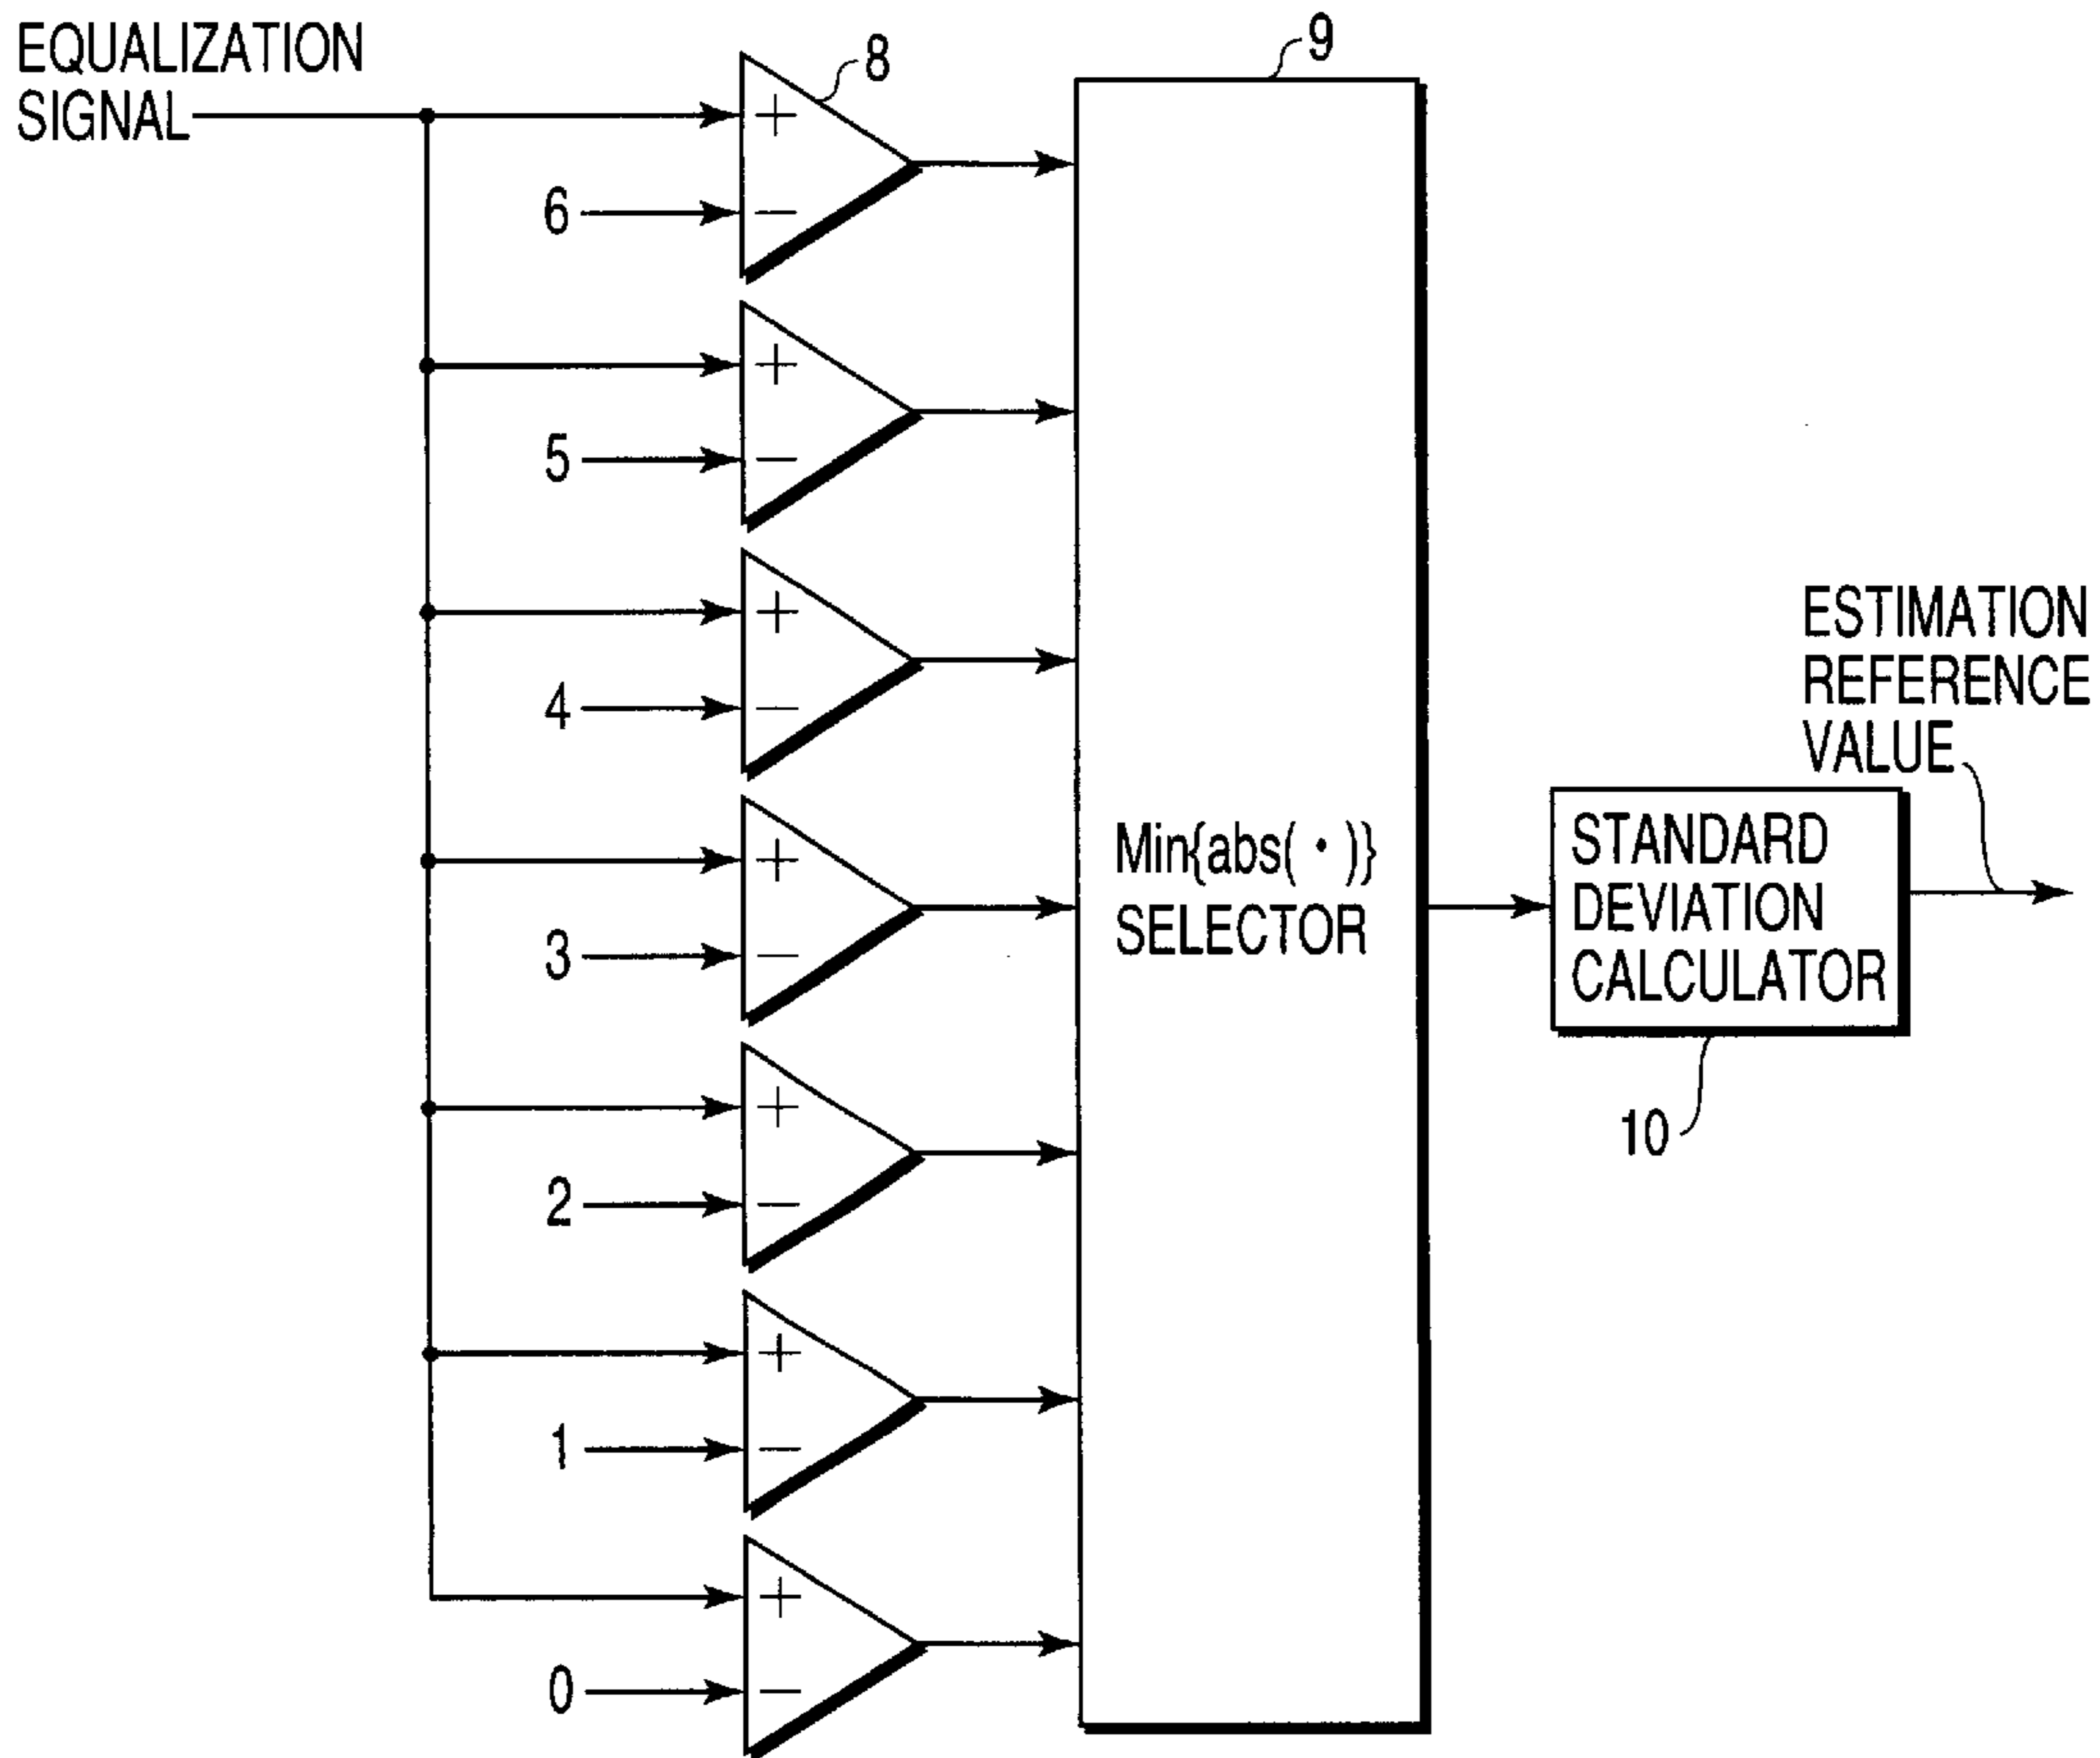 EQUALIZATION
SIGNAL
8
9
+
6
−
+
5
−
+
4
−
ESTIMATION
REFERENCE
VALUE
+
3
−
Min{abs( • )}
SELECTOR
STANDARD
DEVIATION
CALCULATOR
10
+
2
−
+
1
−
+
0
−